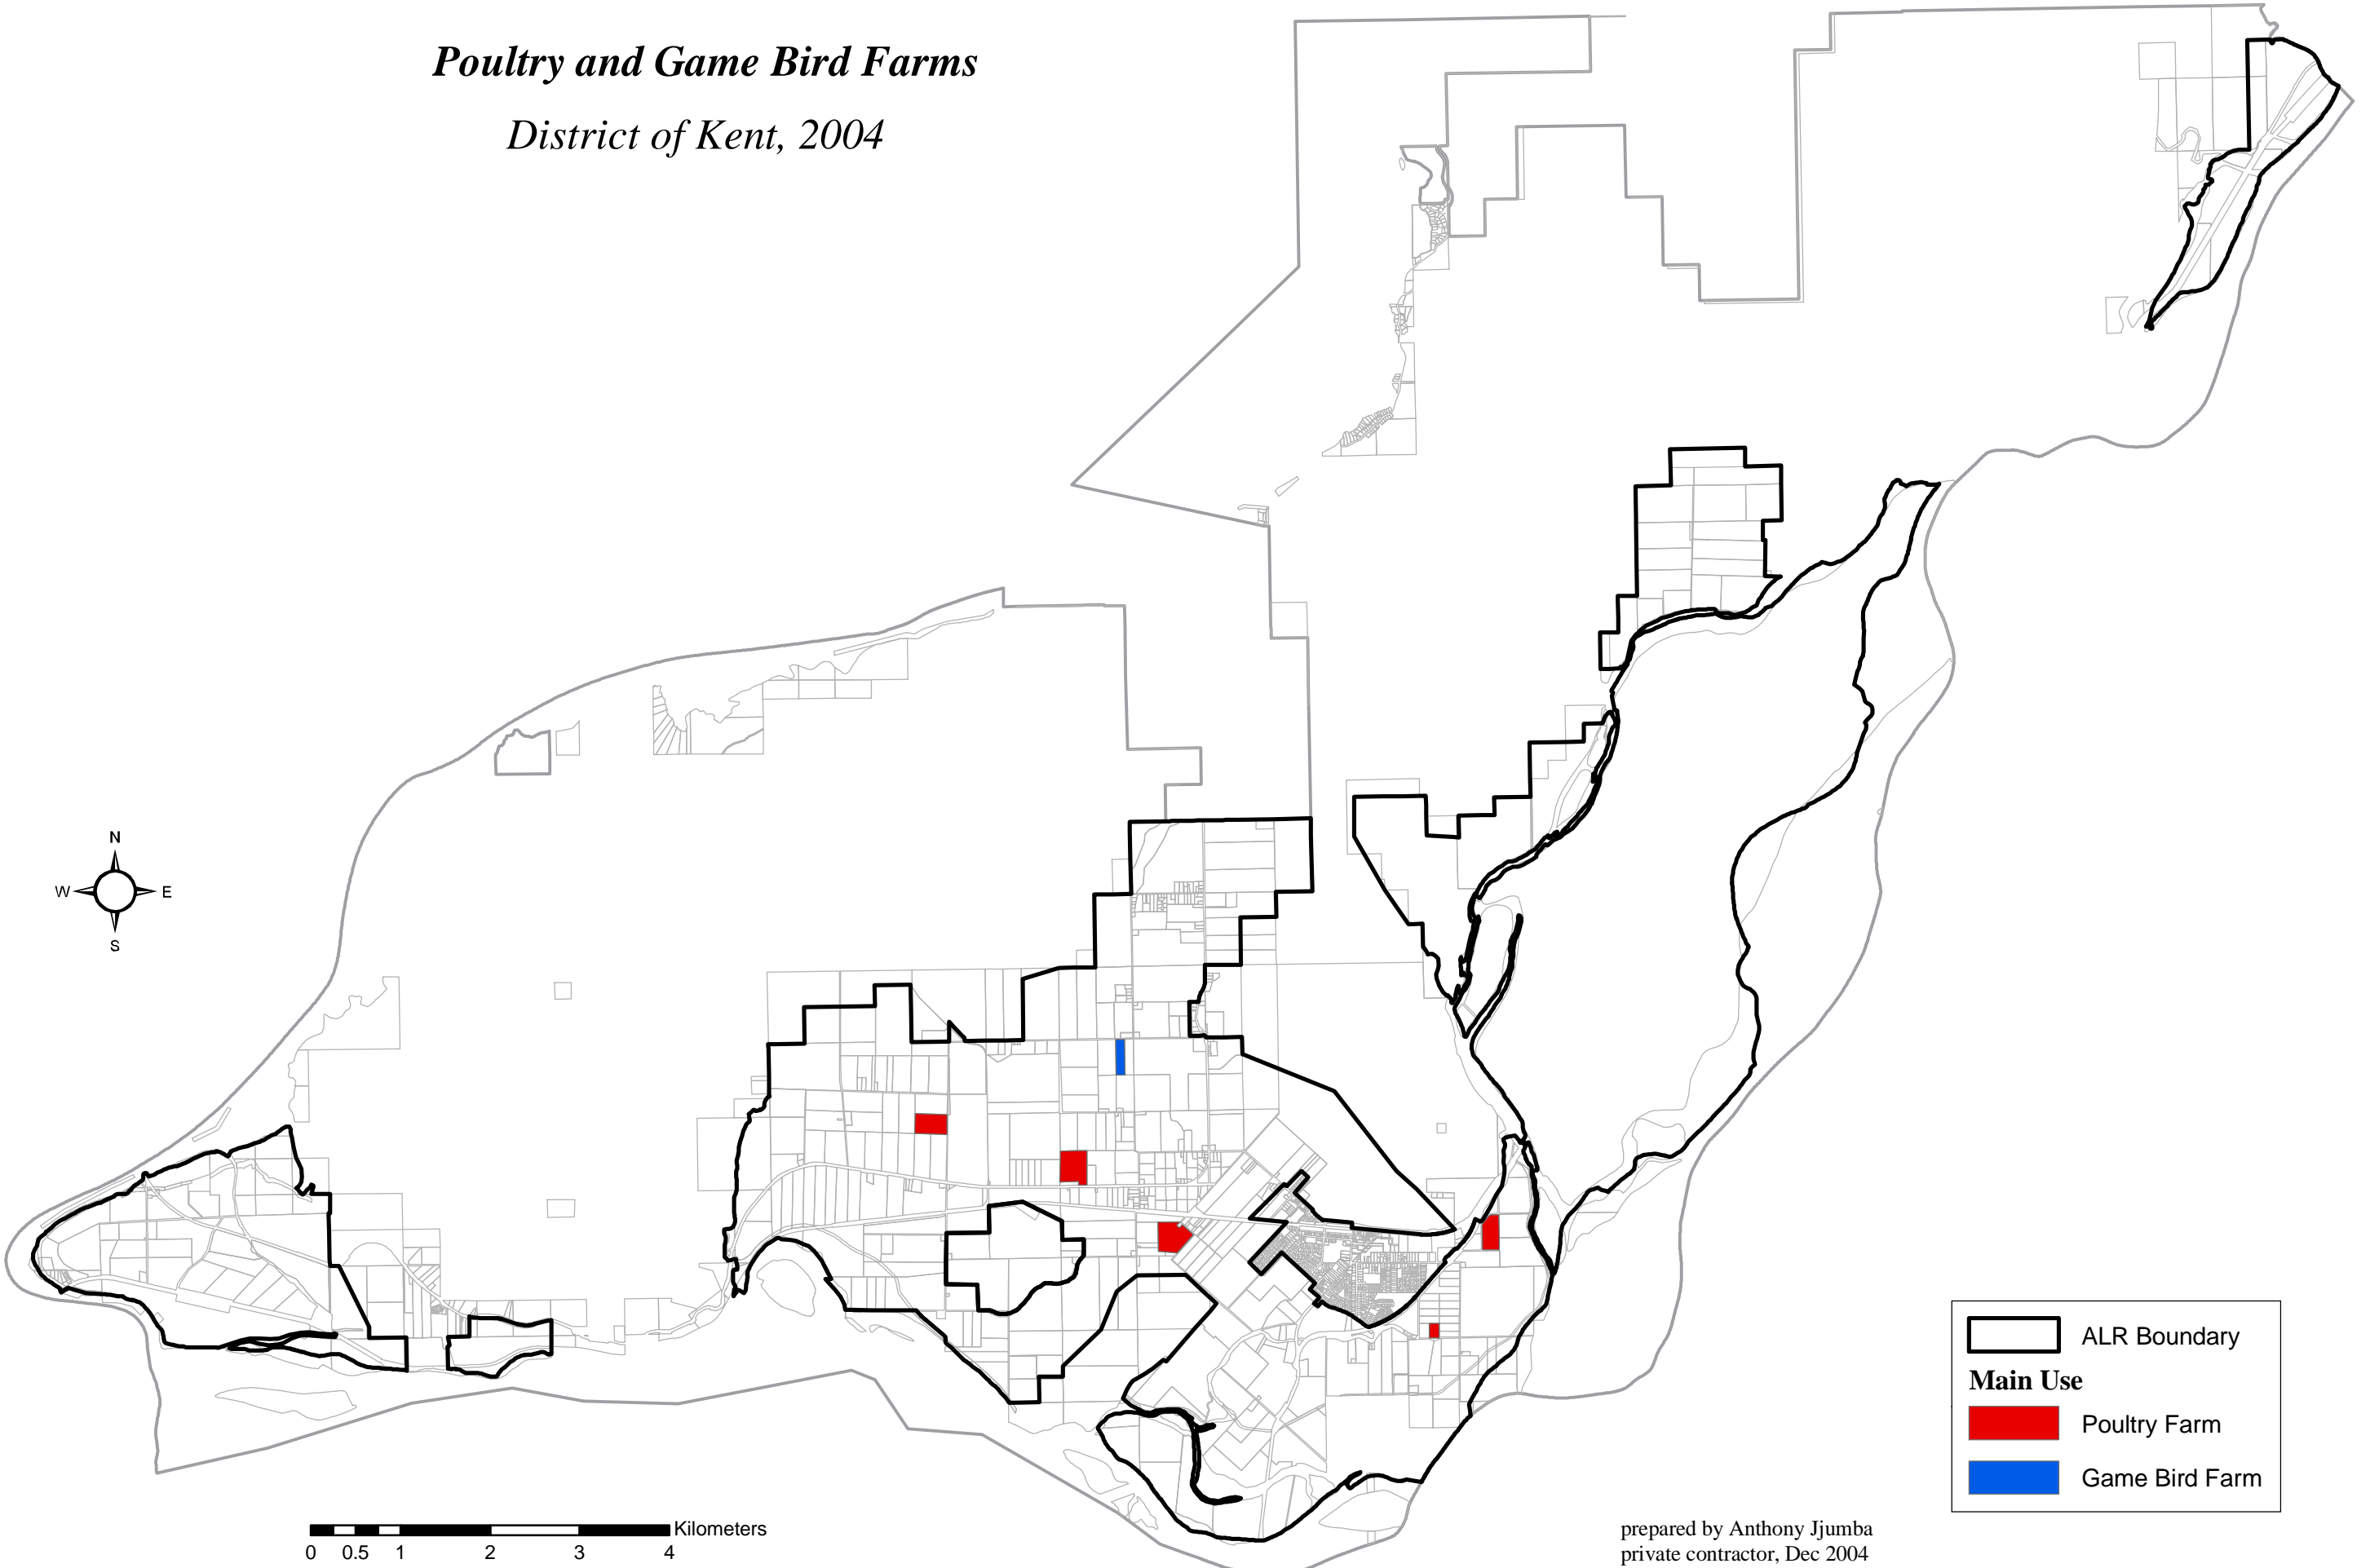 Poultry and Game Bird Farms
District of Kent, 2004
N
W E
S
ALR Boundary
Main Use
Poultry Farm
Game Bird Farm
Kilometers
0 0.5 1 2 3 4
prepared by Anthony Jjumba
private contractor, Dec 2004